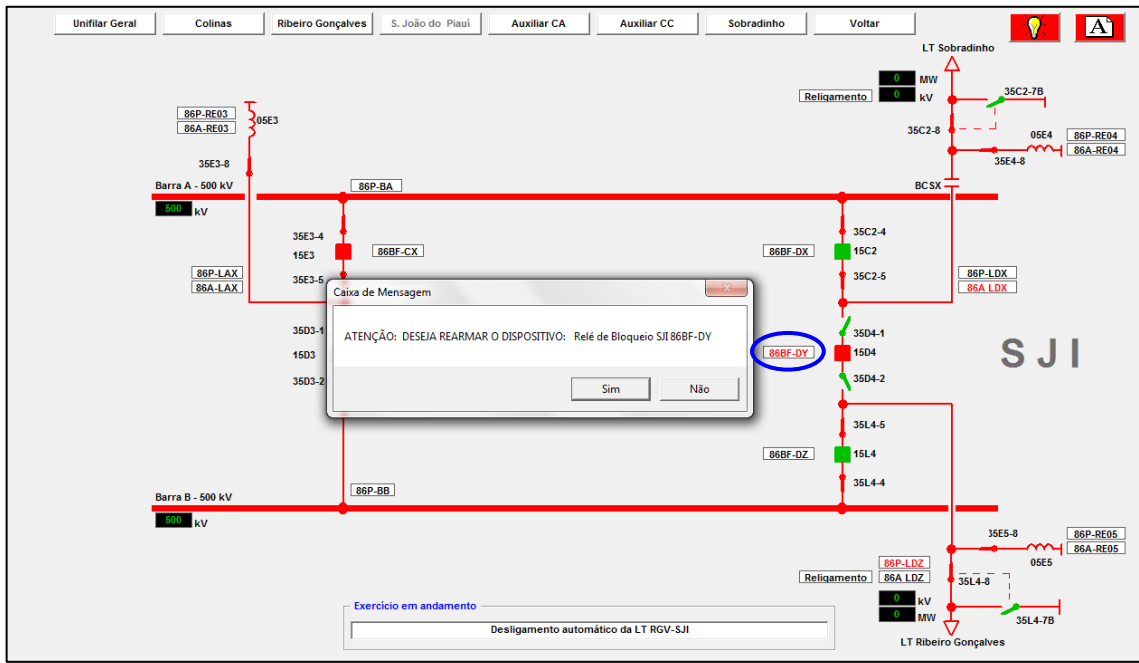 Unifilar Geral
Colinas
Ribeiro Gonçalves
S. João do Piauí
Auxiliar CA
Auxiliar CC
Sobradinho
Voltar
A
LT Sobradinho
0 MW
Religamento 0 kV
35C2-7B
86P-RE03
86A-RE03
05E3
35C2-8
05E4
86P-RE04
86A-RE04
35E3-8
35E4-8
Barra A - 500 kV
86P-BA
BCSX
500 kV
35E3-4
35C2-4
15E3
86BF-CX
86BF-DX
15C2
86P-LAX
86A-LAX
35E3-5
35C2-5
86P-LDX
86A LDX
Caixa de Mensagem
ATENÇÃO: DESEJA REARMAR O DISPOSITIVO: Relé de Bloqueio SJI 86BF-DY
Sim
Não
35D3-1
35D4-1
15D3
86BF-DY
15D4
S J I
35D3-2
35D4-2
35L4-5
86BF-DZ
15L4
35L4-4
86P-BB
Barra B - 500 kV
500 kV
35E5-8
86P-RE05
86A-RE05
05E5
86P-LDZ
Religamento
86A LDZ
35L4-8
0 kV
0 MW
35L4-7B
LT Ribeiro Gonçalves
Exercício em andamento
Desligamento automático da LT RGV-SJI